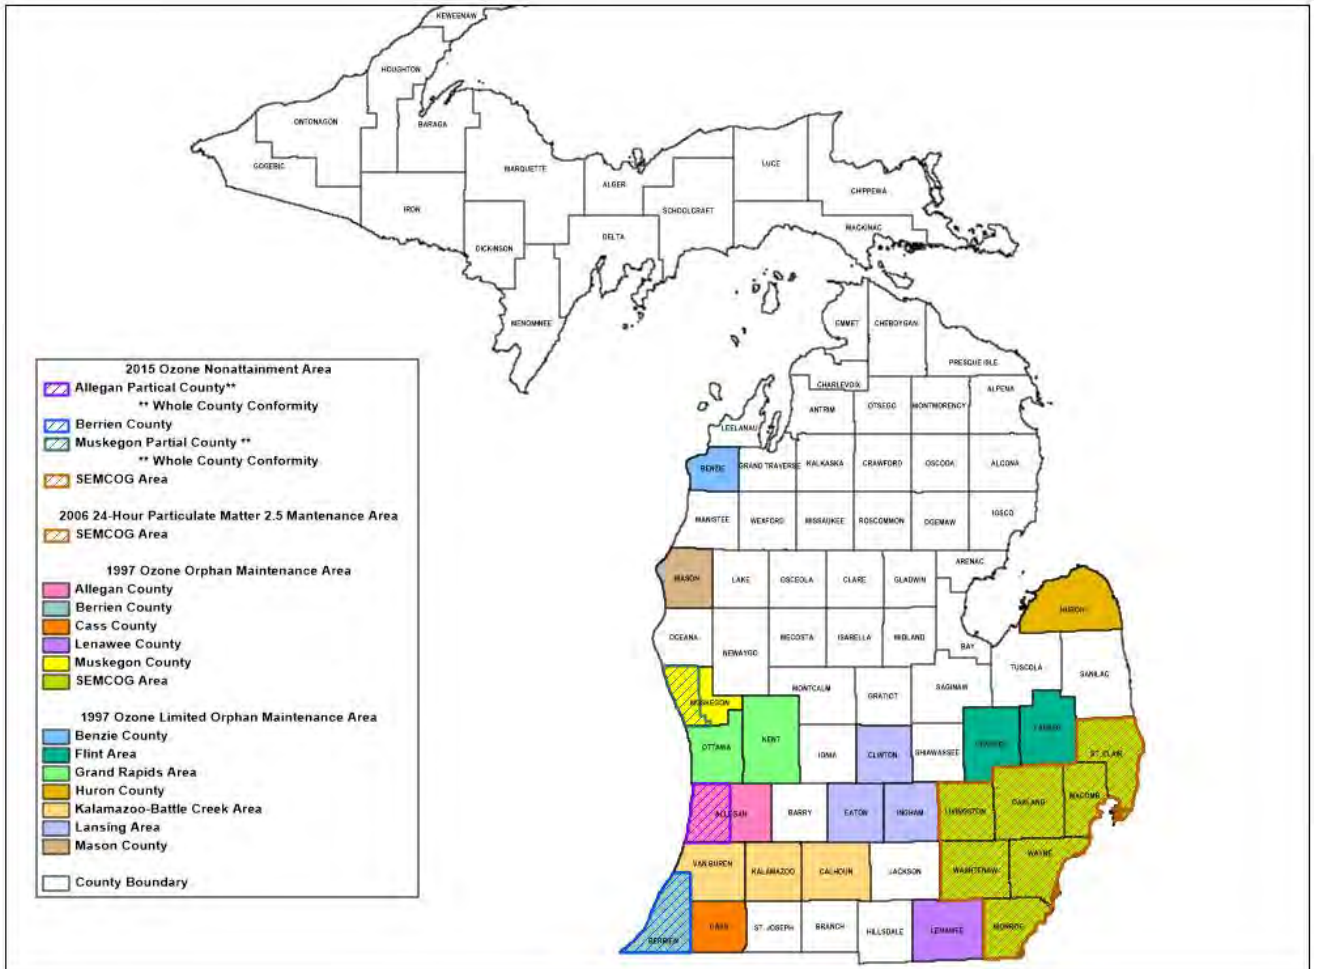 KEWEENAW
HOUGHTON
ONTONAGON
BARAGA
GOGEBIC
MARQUETTE
LUCE
ALGER
CHIPPEWA
SCHOOLCRAFT
IRON
MACKINAC
DELTA
DICKINSON
MENOMINEE
EMMET
CHEBOYGAN
PRESQUE ISLE
CHARLEVOIX
ALPENA
ANTRIM
OTSEGO
MONTMORENCY
LEELANAU
BENZIE
GRAND TRAVERSE
KALKASKA
CRAWFORD
OSCODA
ALCONA
MANISTEE
WEXFORD
MISSAUKEE
ROSCOMMON
OGEMAW
IOSCO
ARENAC
MASON
LAKE
OSCEOLA
CLARE
GLADWIN
HURON
OCEANA
NEWAYGO
MECOSTA
ISABELLA
MIDLAND
BAY
TUSCOLA
SANILAC
MONTCALM
GRATIOT
SAGINAW
MUSKEGON
OTTAWA
KENT
IONIA
CLINTON
SHIAWASSEE
GENESEE
LAPEER
ST. CLAIR
ALLEGAN
BARRY
EATON
INGHAM
LIVINGSTON
OAKLAND
MACOMB
VAN BUREN
KALAMAZOO
CALHOUN
JACKSON
WASHTENAW
WAYNE
BERRIEN
CASS
ST. JOSEPH
BRANCH
HILLSDALE
LENAWEE
MONROE
2015 Ozone Nonattainment Area
Allegan Partical County**
** Whole County Conformity
Berrien County
Muskegon Partial County **
** Whole County Conformity
SEMCOG Area
2006 24-Hour Particulate Matter 2.5 Mantenance Area
SEMCOG Area
1997 Ozone Orphan Maintenance Area
Allegan County
Berrien County
Cass County
Lenawee County
Muskegon County
SEMCOG Area
1997 Ozone Limited Orphan Maintenance Area
Benzie County
Flint Area
Grand Rapids Area
Huron County
Kalamazoo-Battle Creek Area
Lansing Area
Mason County
County Boundary